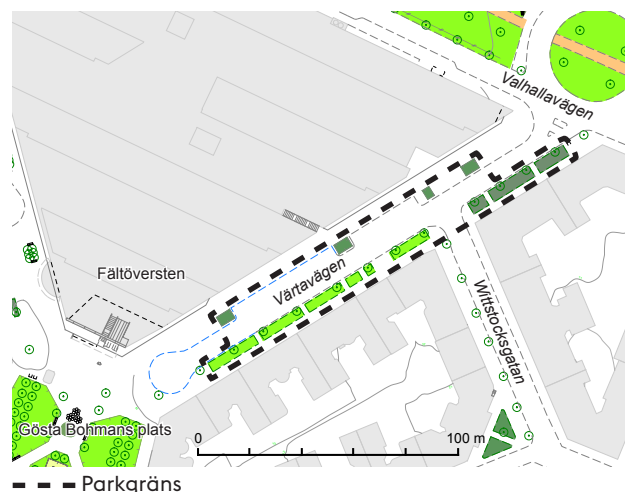 Valhallavägen
Fältöversten
Värtavägen
Wittstocksgatan
Gösta Bohmans plats
0 100 m
Parkgräns